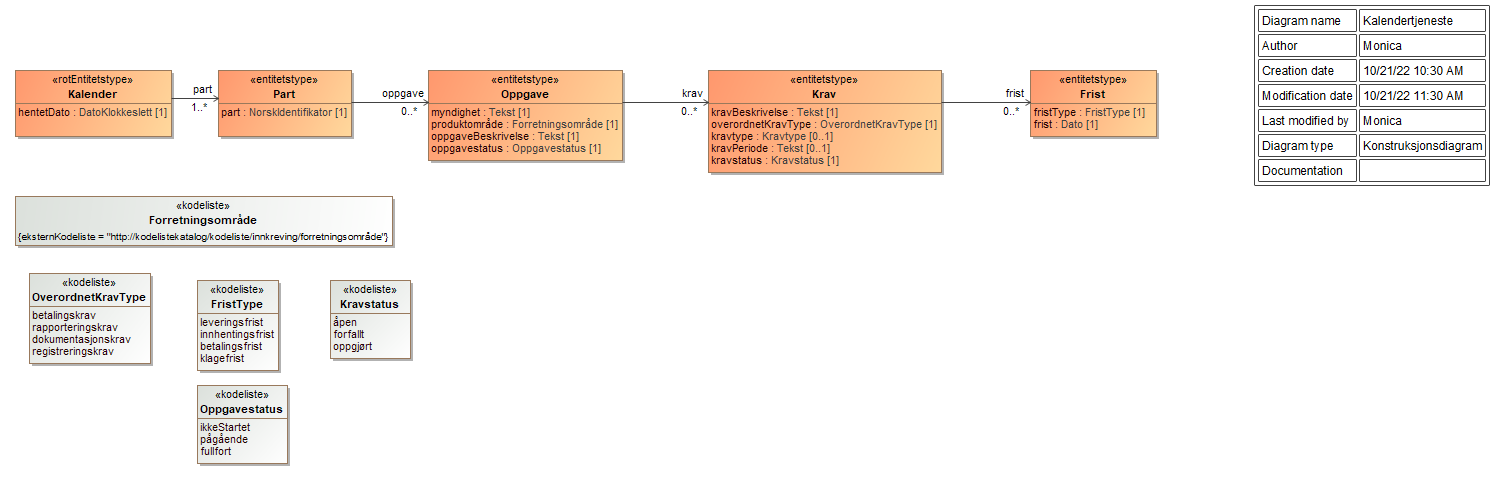 «rotEntitetstype»
Kalender
hentetDato : DatoKlokkeslett [1]
part
1..*
«entitetstype»
Part
part : NorskIdentifikator [1]
oppgave
0..*
«entitetstype»
Oppgave
myndighet : Tekst [1]
produktområde : Forretningsområde [1]
oppgaveBeskrivelse : Tekst [1]
oppgavestatus : Oppgavestatus [1]
krav
0..*
«entitetstype»
Krav
kravBeskrivelse : Tekst [1]
overordnetKravType : OverordnetKravType [1]
kravtype : Kravtype [0..1]
kravPeriode : Tekst [0..1]
kravstatus : Kravstatus [1]
frist
0..*
«entitetstype»
Frist
fristType : FristType [1]
frist : Dato [1]
Diagram name Kalendertjeneste
Author Monica
Creation date 10/21/22 10:30 AM
Modification date 10/21/22 11:30 AM
Last modified by Monica
Diagram type Konstruksjonsdiagram
Documentation
«kodeliste»
Forretningsområde
{eksternKodeliste = "http://kodelistekatalog/kodeliste/innkreving/forretningsområde"}
«kodeliste»
OverordnetKravType
betalingskrav
rapporteringskrav
dokumentasjonskrav
registreringskrav
«kodeliste»
FristType
leveringsfrist
innhentingsfrist
betalingsfrist
klagefrist
«kodeliste»
Kravstatus
åpen
forfallt
oppgjørt
«kodeliste»
Oppgavestatus
ikkeStartet
pågående
fullfort